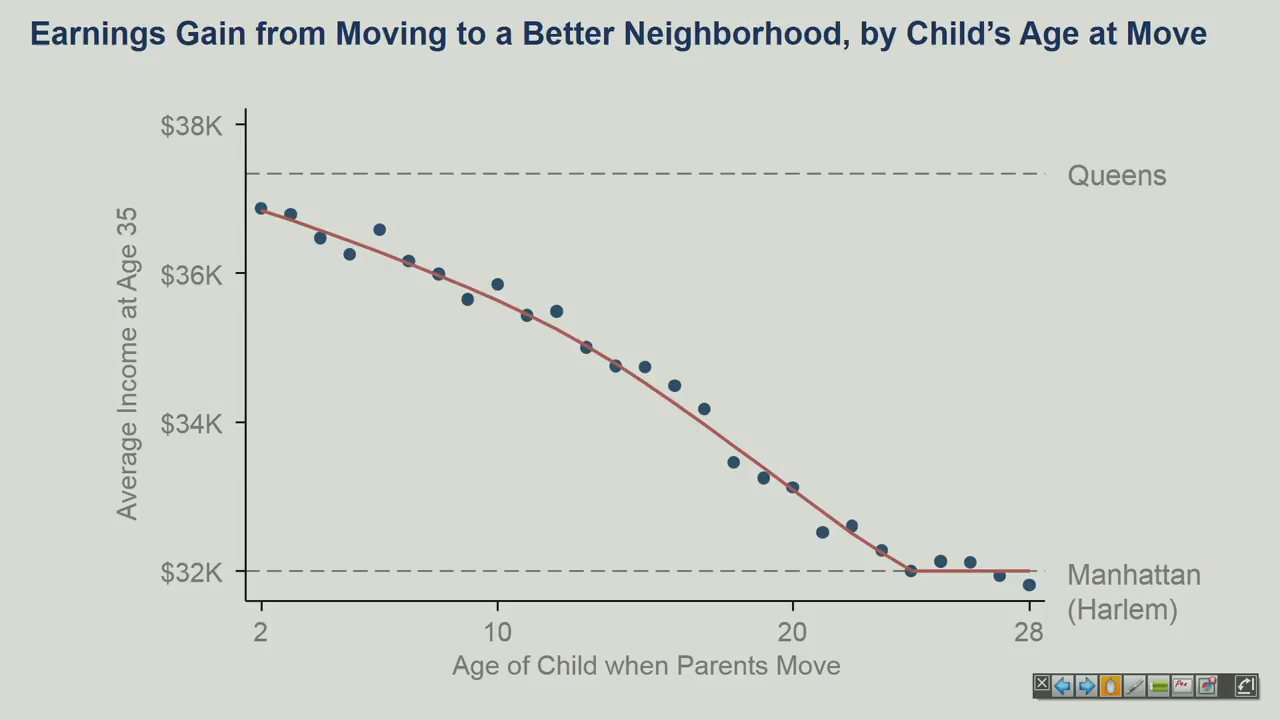 Earnings Gain from Moving to a Better Neighborhood, by Child's Age at Move
$38K
Queens
$36K
Average Income at Age 35
$34K
$32K
Manhattan
(Harlem)
2
10
20
28
Age of Child when Parents Move